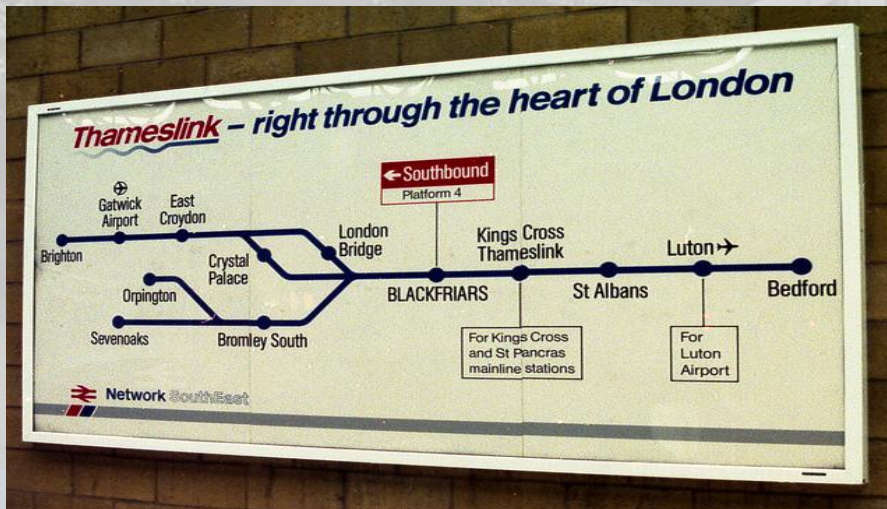 Thameslink – right through the heart of London
←Southbound
Platform 4
Gatwick
Airport
East
Croydon
Brighton
London
Bridge
Crystal
Palace
Kings Cross
Thameslink
Luton
BLACKFRIARS
St Albans
Bedford
Orpington
Sevenoaks
Bromley South
For Kings Cross
and St Pancras
mainline stations
For
Luton
Airport
Network SouthEast